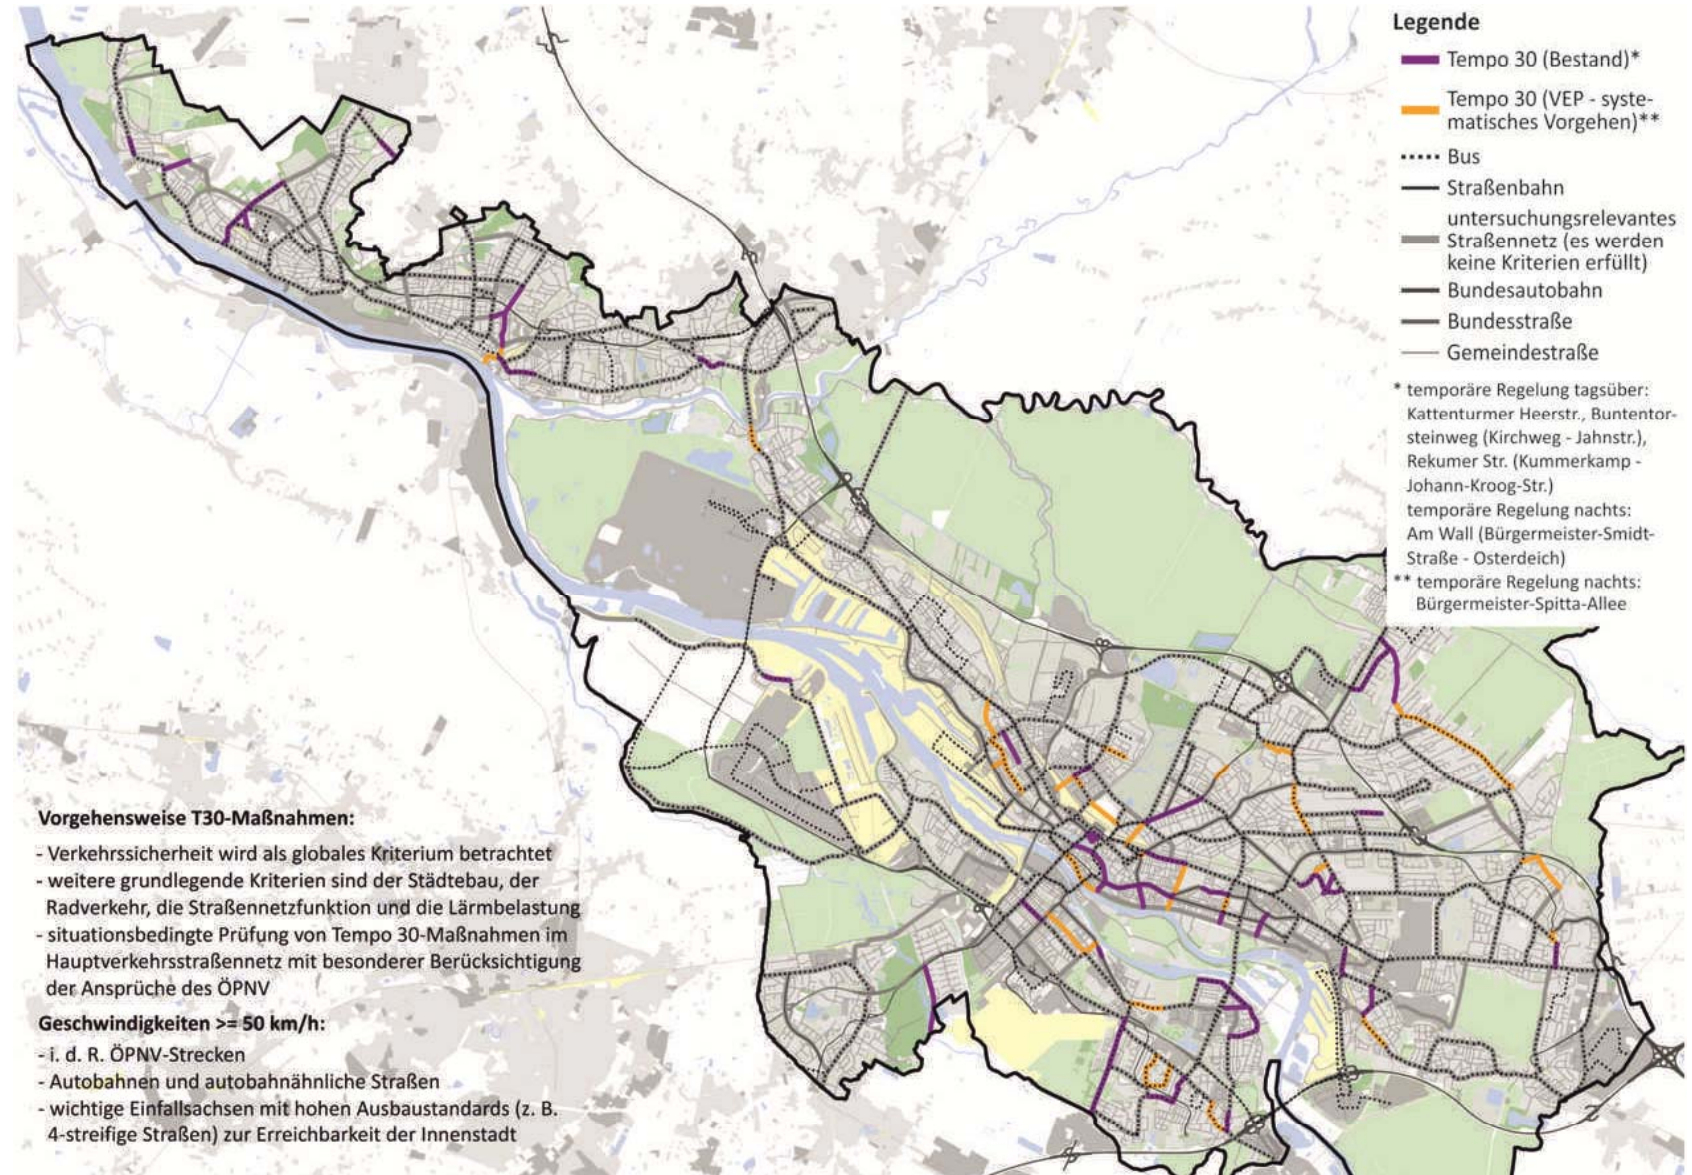 Legende
Tempo 30 (Bestand)*
Tempo 30 (VEP - syste-
matisches Vorgehen)**
Bus
Straßenbahn
untersuchungsrelevantes
Straßennetz (es werden
keine Kriterien erfüllt)
Bundesautobahn
Bundesstraße
Gemeindestraße
* temporäre Regelung tagsüber:
Kattenturmer Heerstr., Buntentor-
steinweg (Kirchweg - Jahnstr.),
Rekumer Str. (Kummerkamp -
Johann-Kroog-Str.)
temporäre Regelung nachts:
Am Wall (Bürgermeister-Smidt-
Straße - Osterdeich)
** temporäre Regelung nachts:
Bürgermeister-Spitta-Allee
Vorgehensweise T30-Maßnahmen:
- Verkehrssicherheit wird als globales Kriterium betrachtet
- weitere grundlegende Kriterien sind der Städtebau, der
Radverkehr, die Straßennetzfunktion und die Lärmbelastung
- situationsbedingte Prüfung von Tempo 30-Maßnahmen im
Hauptverkehrsstraßennetz mit besonderer Berücksichtigung
der Ansprüche des ÖPNV
Geschwindigkeiten >= 50 km/h:
- i. d. R. ÖPNV-Strecken
- Autobahnen und autobahnähnliche Straßen
- wichtige Einfallsachsen mit hohen Ausbaustandards (z. B.
4-streifige Straßen) zur Erreichbarkeit der Innenstadt